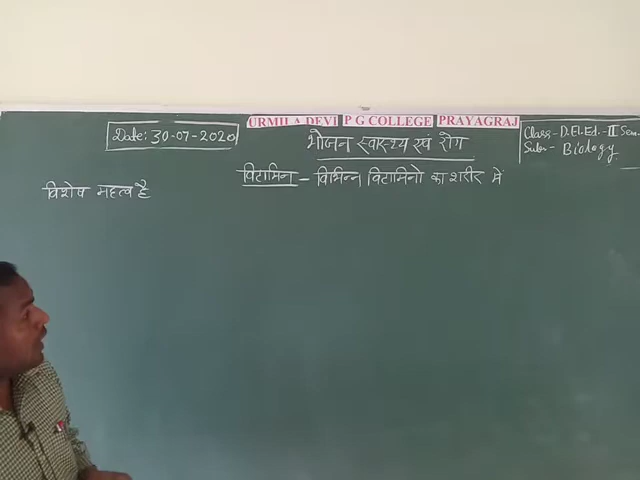 URMILA DEVI P G COLLEGE PRAYAGRAJ
Date: 30-07-2020
भोजन स्वास्थ्य एवं रोग
Class- D.El.Ed.-II Sem.
Sub:- Biology
विटामिन - विभिन्न विटामिनो का शरीर में
विशेष महत्व है